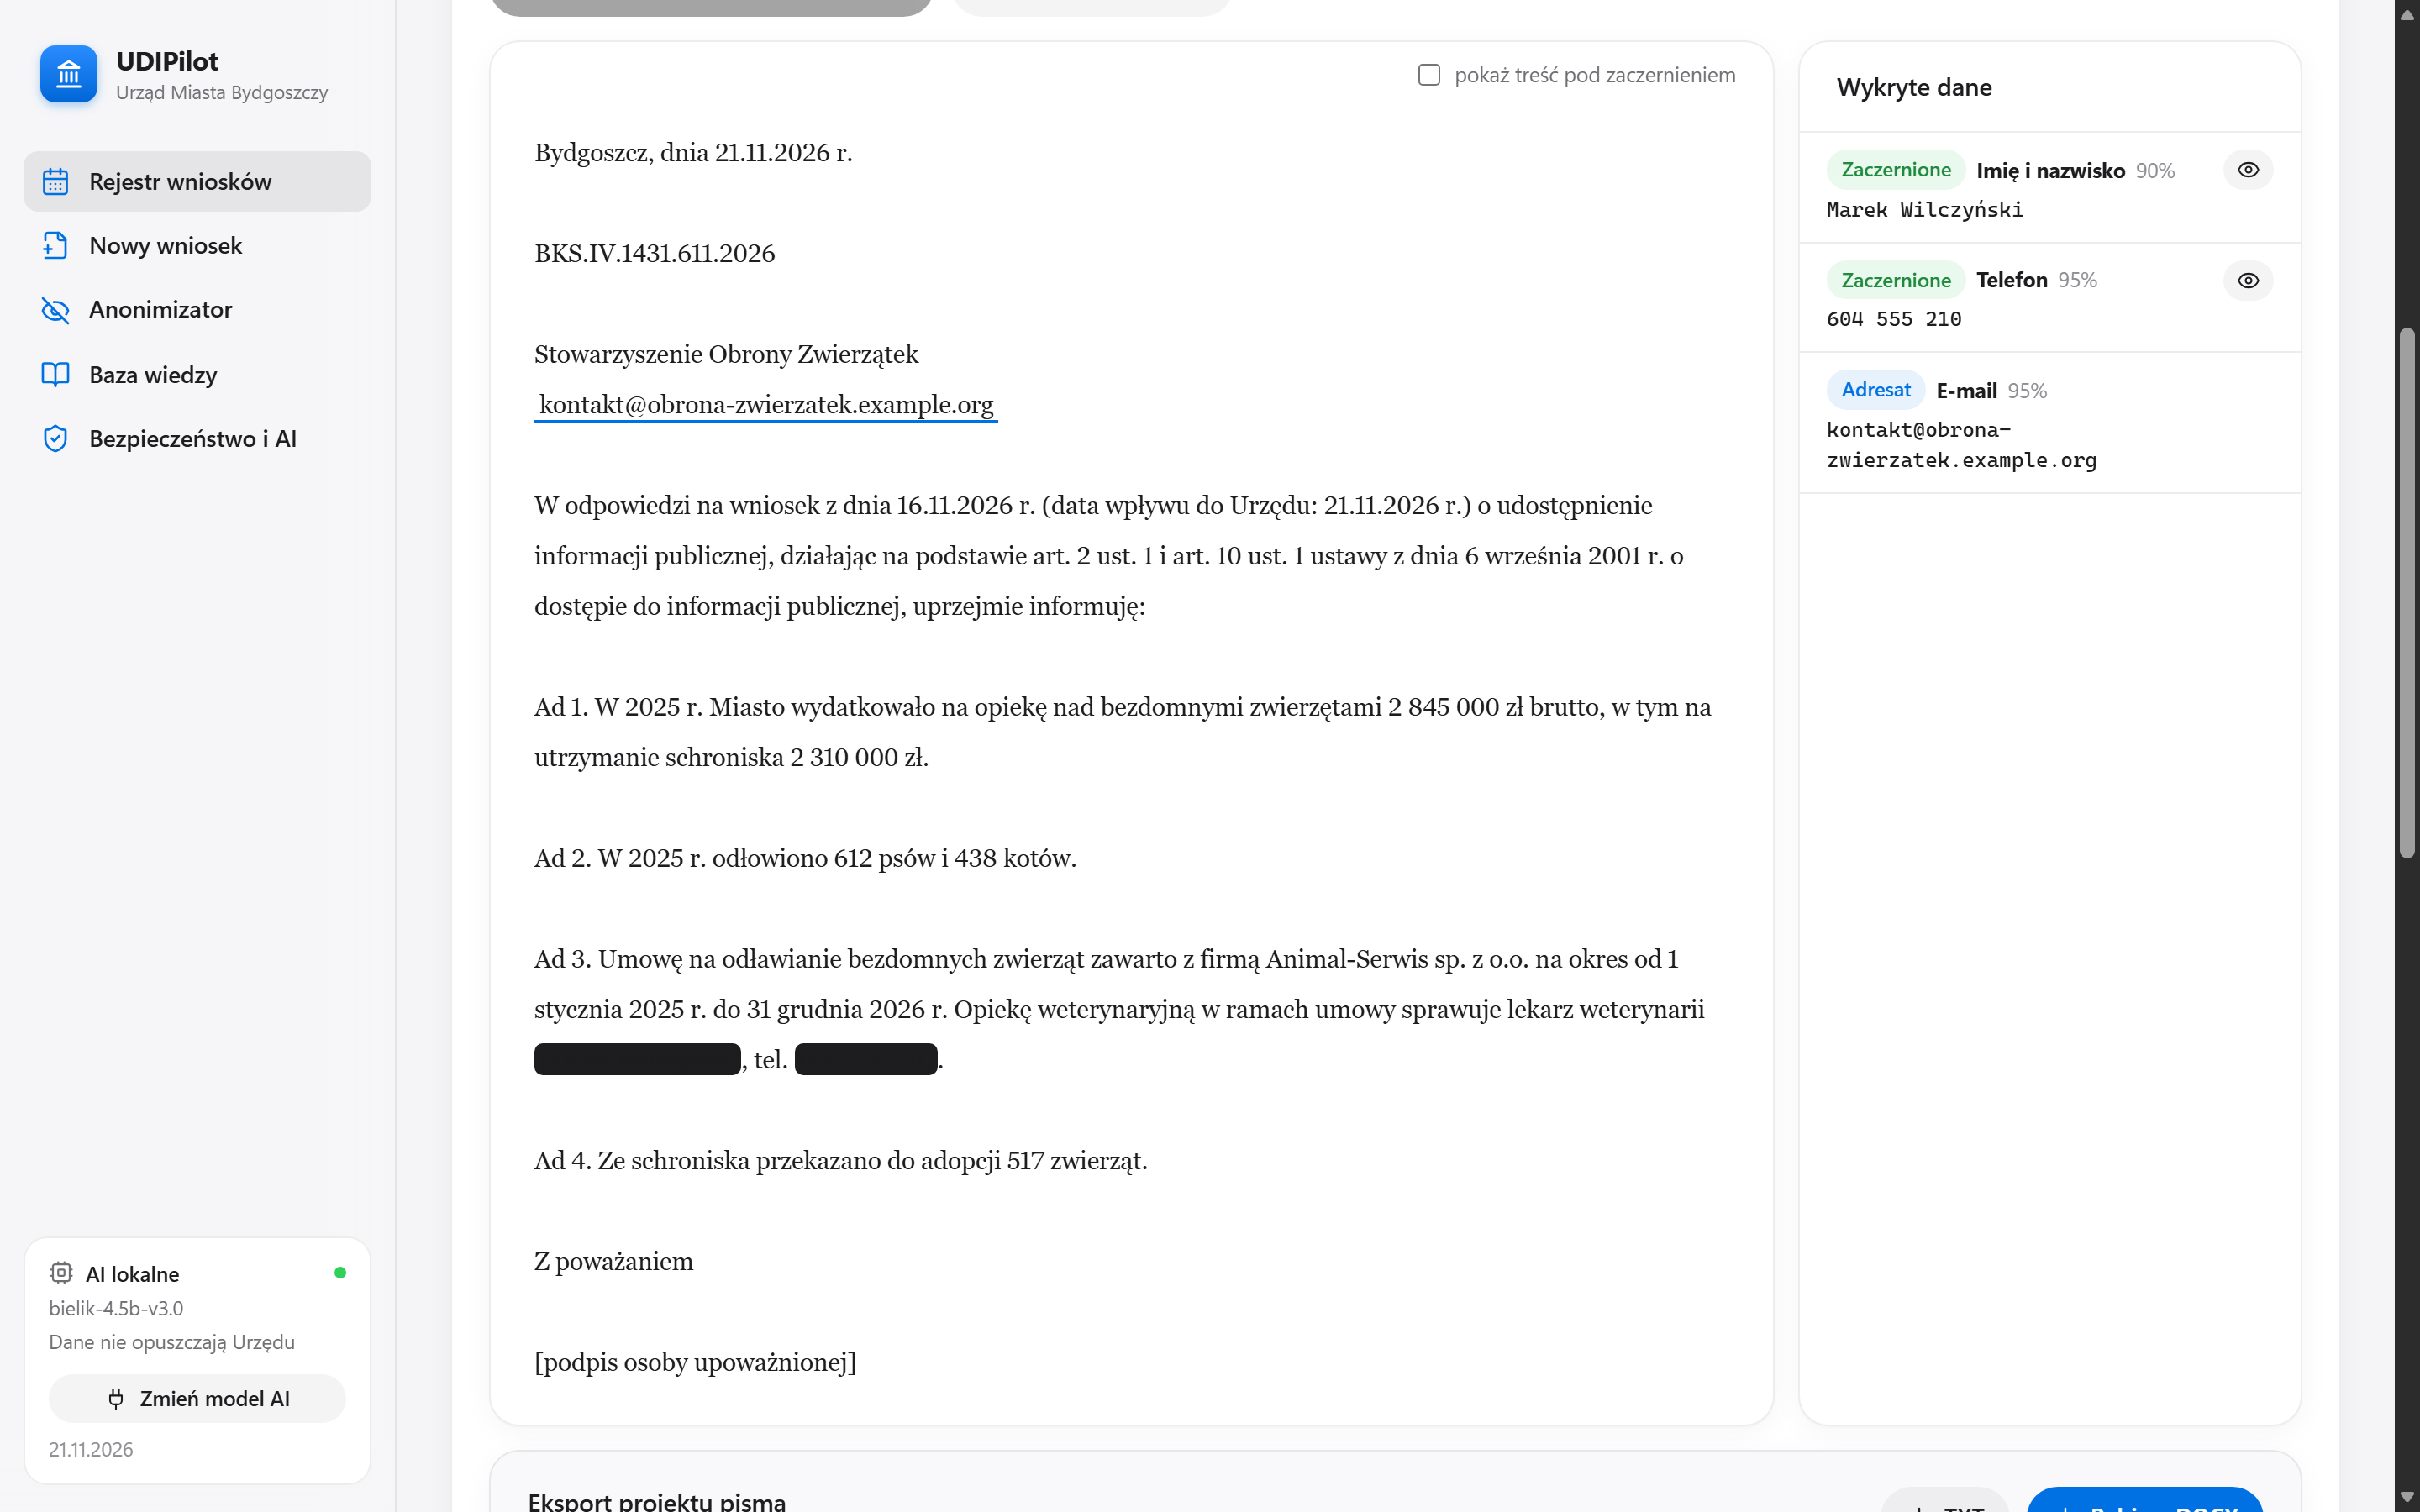 UDIPilot
Urząd Miasta Bydgoszczy
Rejestr wniosków
Nowy wniosek
Anonimizator
Baza wiedzy
Bezpieczeństwo i AI
AI lokalne
bielik-4.5b-v3.0
Dane nie opuszczają Urzędu
Zmień model AI
21.11.2026
pokaż treść pod zaczernieniem
Bydgoszcz, dnia 21.11.2026 r.
BKS.IV.1431.611.2026
Stowarzyszenie Obrony Zwierzątek
kontakt@obrona-zwierzatek.example.org
W odpowiedzi na wniosek z dnia 16.11.2026 r. (data wpływu do Urzędu: 21.11.2026 r.) o udostępnienie
informacji publicznej, działając na podstawie art. 2 ust. 1 i art. 10 ust. 1 ustawy z dnia 6 września 2001 r. o
dostępie do informacji publicznej, uprzejmie informuję:
Ad 1. W 2025 r. Miasto wydatkowało na opiekę nad bezdomnymi zwierzętami 2 845 000 zł brutto, w tym na
utrzymanie schroniska 2 310 000 zł.
Ad 2. W 2025 r. odłowiono 612 psów i 438 kotów.
Ad 3. Umowę na odławianie bezdomnych zwierząt zawarto z firmą Animal-Serwis sp. z o.o. na okres od 1
stycznia 2025 r. do 31 grudnia 2026 r. Opiekę weterynaryjną w ramach umowy sprawuje lekarz weterynarii
, tel. .
Ad 4. Ze schroniska przekazano do adopcji 517 zwierząt.
Z poważaniem
[podpis osoby upoważnionej]
Wykryte dane
Zaczernione Imię i nazwisko 90%
Marek Wilczyński
Zaczernione Telefon 95%
604 555 210
Adresat E-mail 95%
kontakt@obrona-
zwierzatek.example.org
Eksport projektu pisma
TXT
Pobierz DOCX